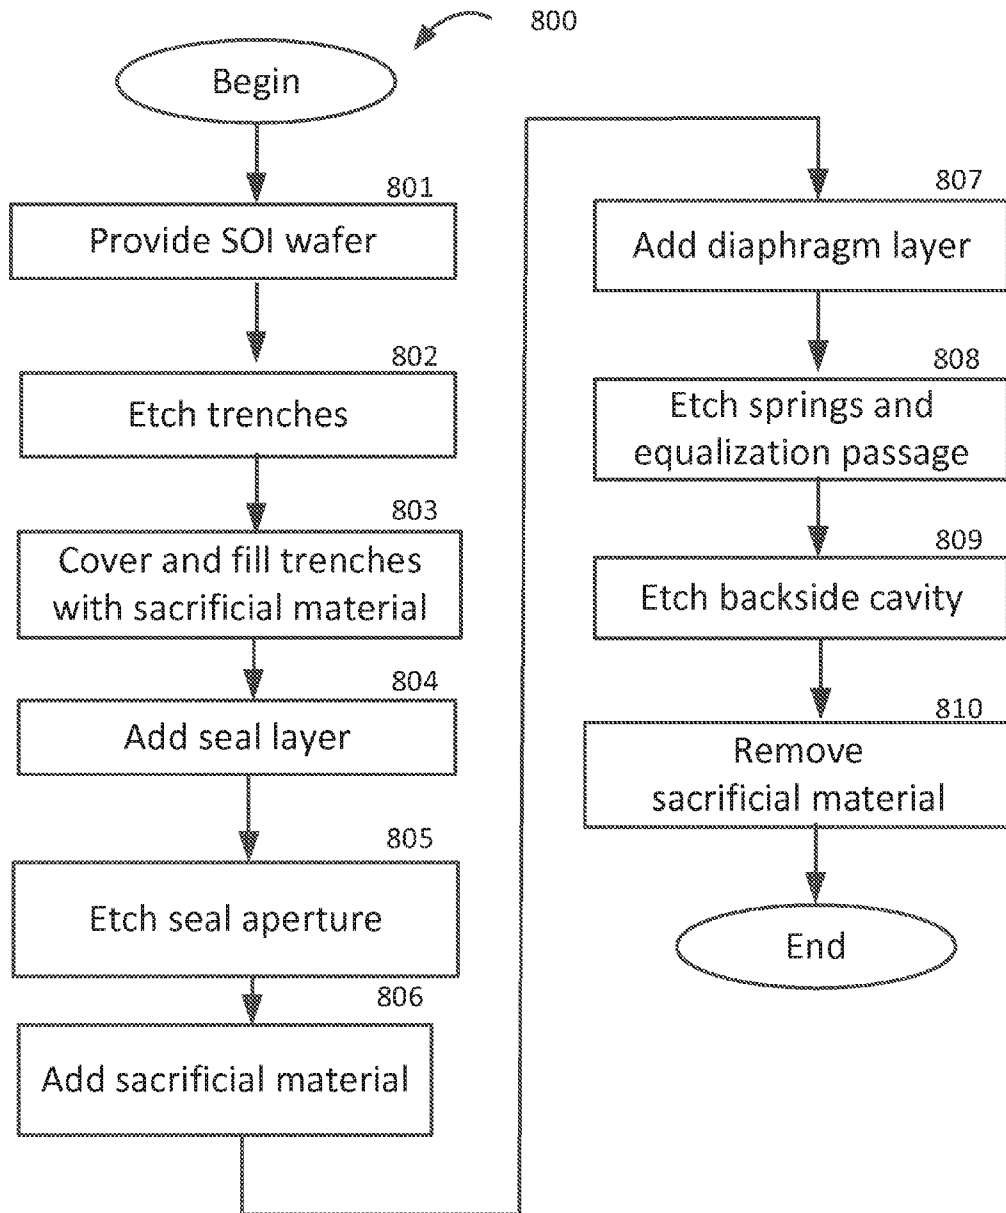 800
Begin
801
Provide SOI wafer
802
Etch trenches
803
Cover and fill trenches
with sacrificial material
804
Add seal layer
805
Etch seal aperture
806
Add sacrificial material
807
Add diaphragm layer
808
Etch springs and
equalization passage
809
Etch backside cavity
810
Remove
sacrificial material
End